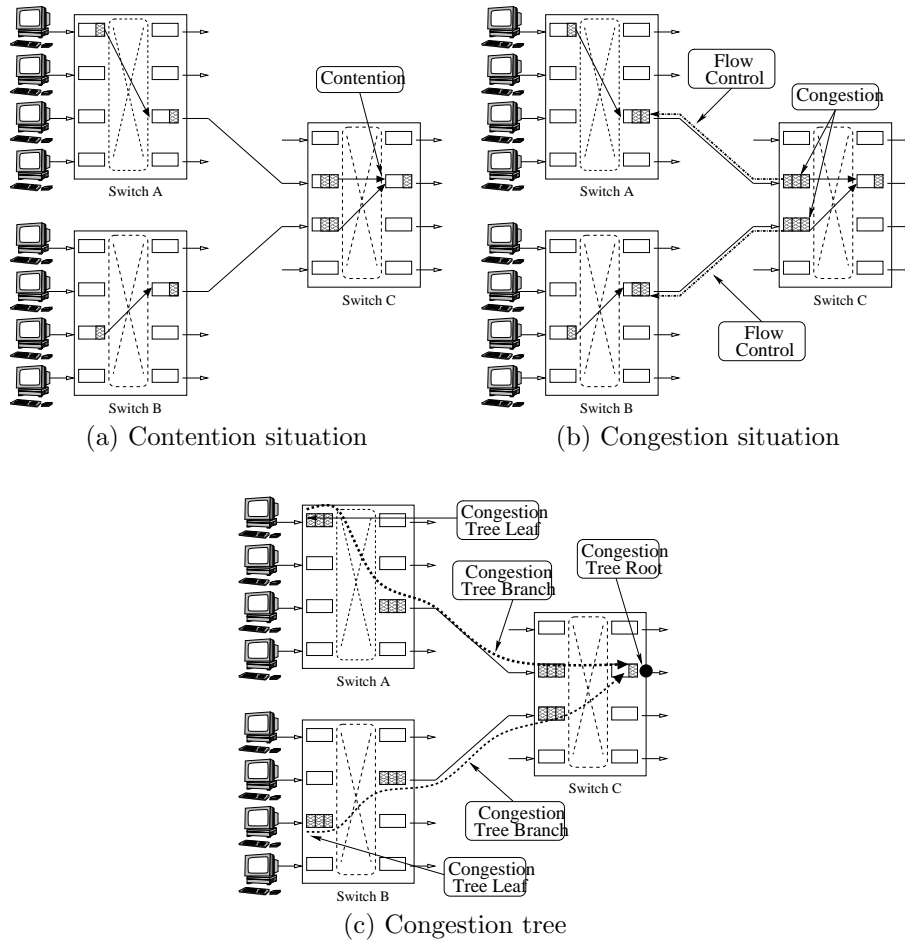 Contention
Switch A
Switch C
Switch B
(a) Contention situation
Flow
Control
Congestion
Switch A
Switch C
Flow
Control
Switch B
(b) Congestion situation
Congestion
Tree Leaf
Congestion
Tree Root
Congestion
Tree Branch
Switch A
Switch C
Congestion
Tree Branch
Congestion
Tree Leaf
Switch B
(c) Congestion tree